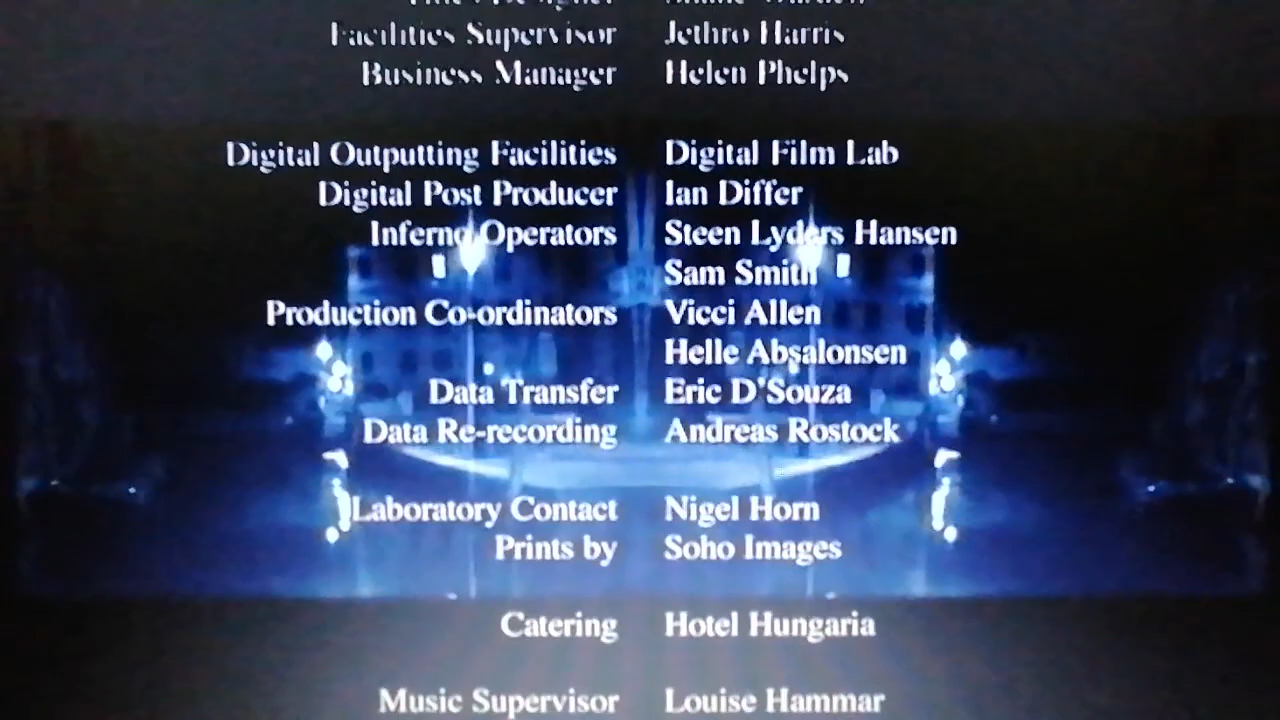 Facilities Supervisor Jethro Harris
Business Manager Helen Phelps
Digital Outputting Facilities Digital Film Lab
Digital Post Producer Ian Differ
Inferno Operators Steen Lyders Hansen
Sam Smith
Production Co-ordinators Vicci Allen
Helle Absalonsen
Data Transfer Eric D'Souza
Data Re-recording Andreas Rostock
Laboratory Contact Nigel Horn
Prints by Soho Images
Catering Hotel Hungaria
Music Supervisor Louise Hammar